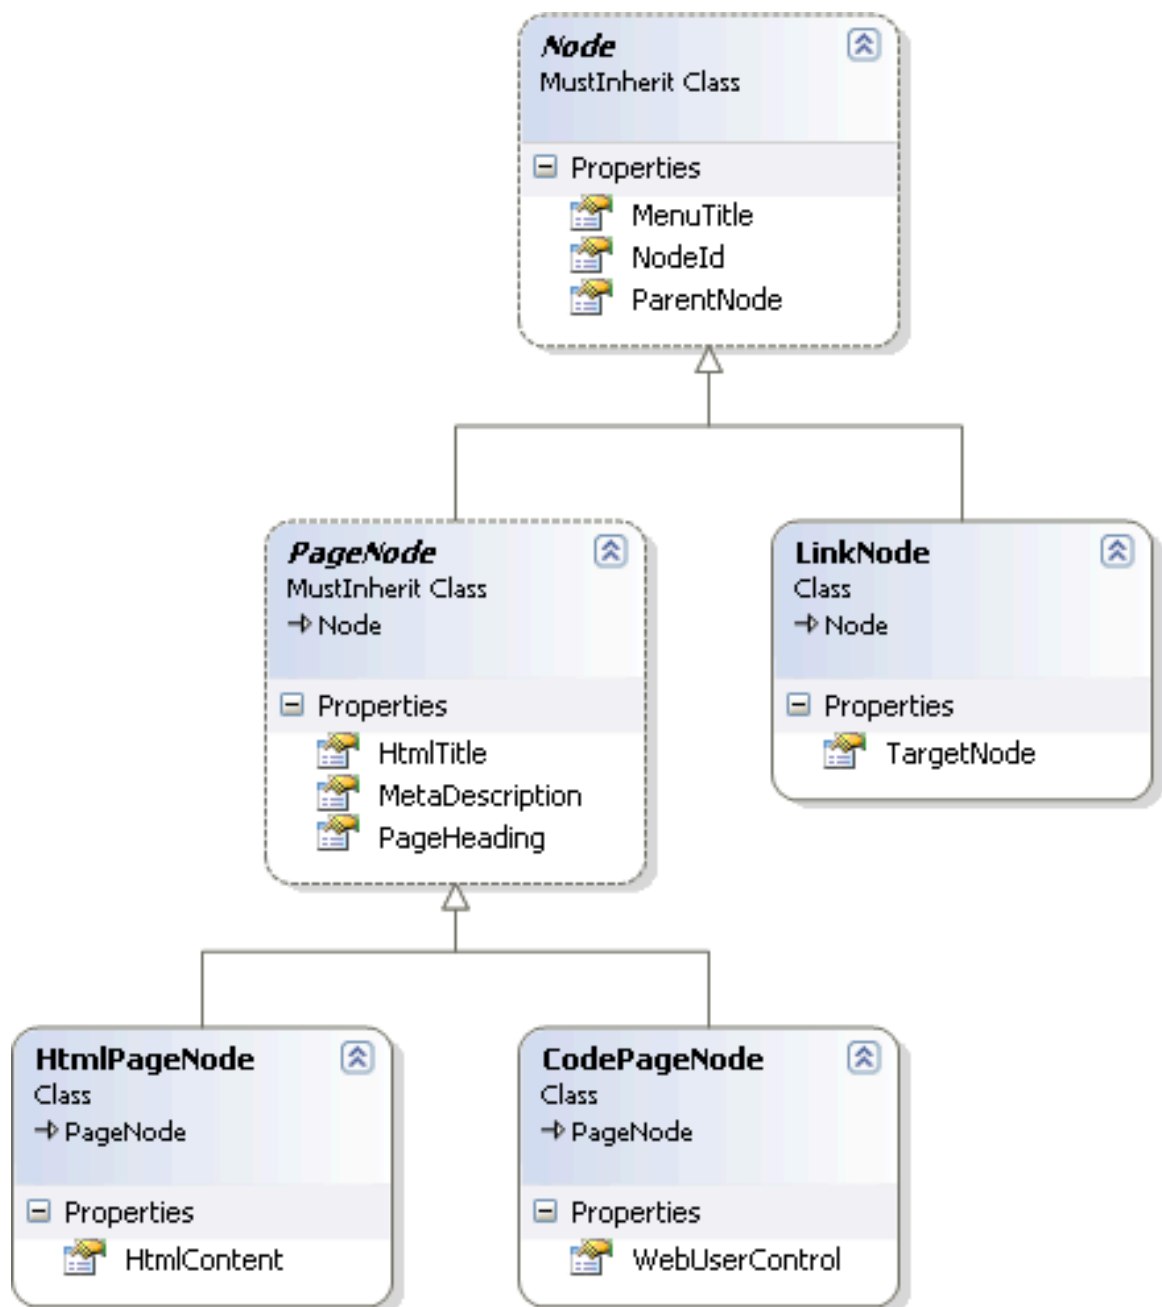 Node
MustInherit Class
Properties
MenuTitle
NodeId
ParentNode
PageNode
MustInherit Class
Node
Properties
HtmlTitle
MetaDescription
PageHeading
LinkNode
Class
Node
Properties
TargetNode
HtmlPageNode
Class
PageNode
Properties
HtmlContent
CodePageNode
Class
PageNode
Properties
WebUserControl